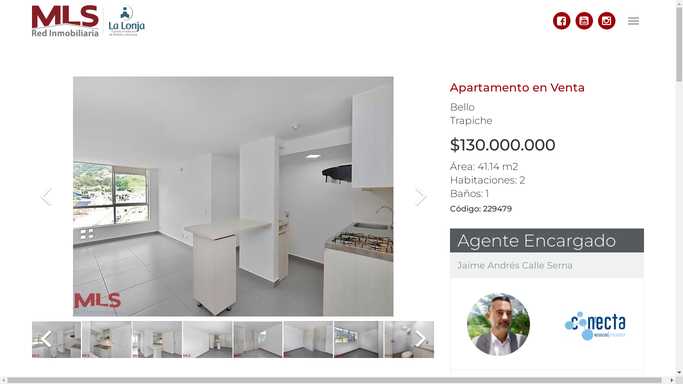 MLS
Red Inmobiliaria
La Lonja
Apartamento en Venta
Bello
Trapiche
$130.000.000
Área: 41.14 m2
Habitaciones: 2
Baños: 1
Código: 229479
Agente Encargado
Jaime Andrés Calle Serna
MLS
conecta